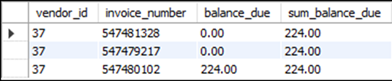 vendor_id invoice_number balance_due sum_balance_due
37 547481328 0.00 224.00
37 547479217 0.00 224.00
37 547480102 224.00 224.00